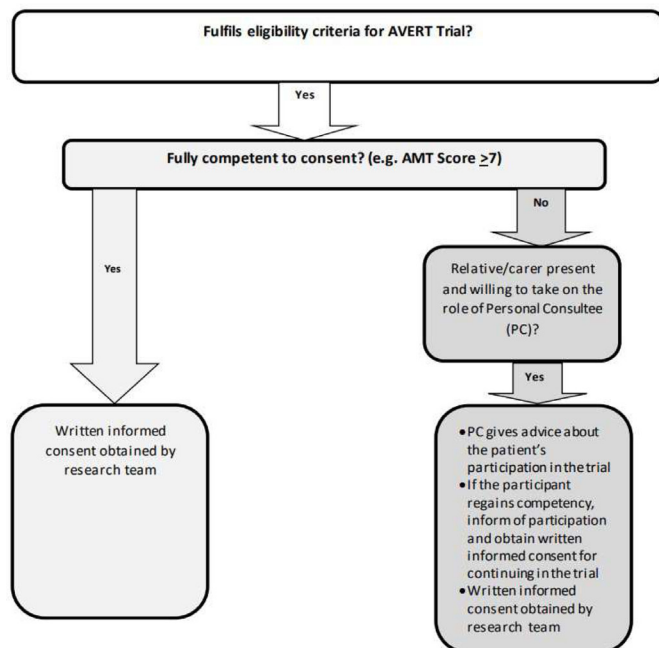 Fulfils eligibility criteria for AVERT Trial?
Yes
Fully competent to consent? (e.g. AMT Score ≥7)
No
Yes
Relative/carer present
and willing to take on the
role of Personal Consultee
(PC)?
Yes
Written informed
consent obtained by
research team
•PC gives advice about
the patient's
participation in the trial
•If the participant
regains competency,
inform of participation
and obtain written
informed consent for
continuing in the trial
•Written informed
consent obtained by
research team